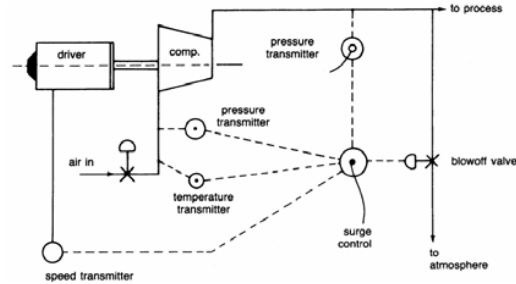 to process
driver
comp.
pressure
transmitter
pressure
transmitter
air in
blowoff valve
temperature
transmitter
surge
control
to
atmosphere
speed transmitter